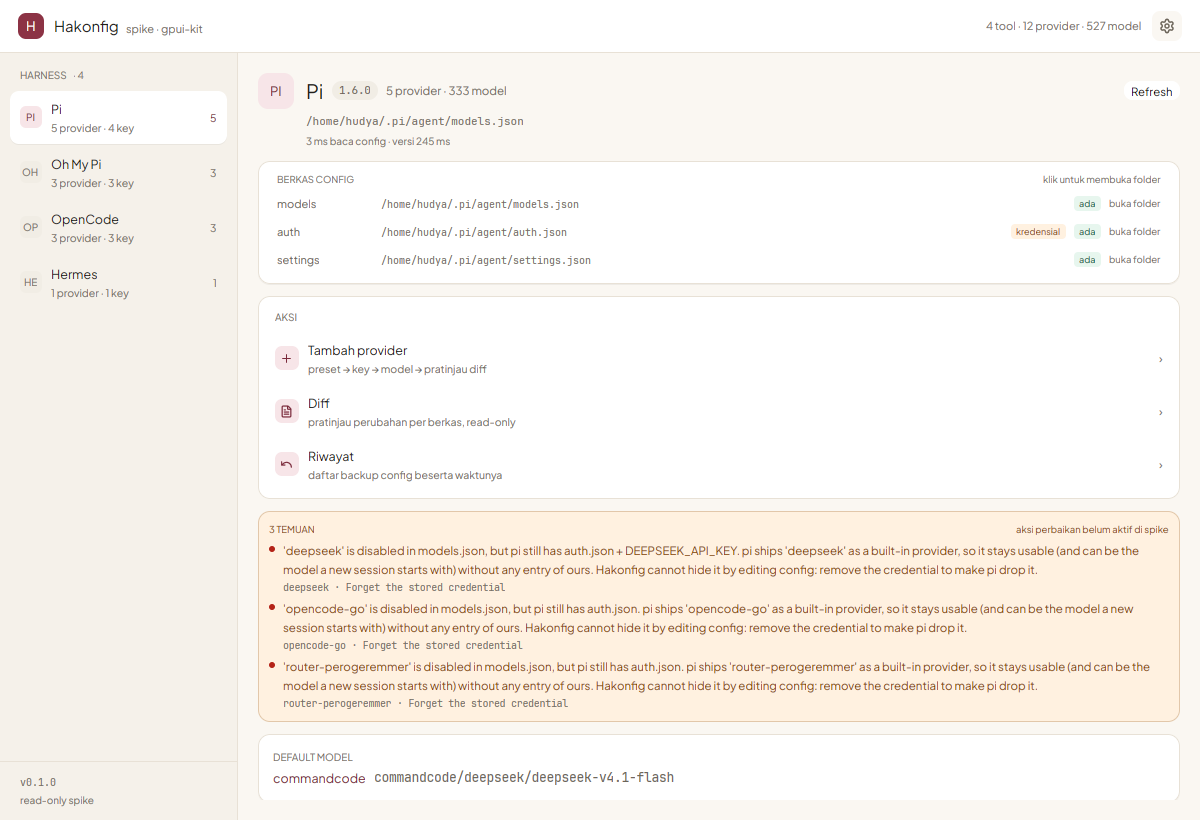 H Hakonfig spike · gpui-kit 4 tool · 12 provider · 527 model
HARNESS · 4
PI Pi 5
5 provider · 4 key
OH Oh My Pi 3
3 provider · 3 key
OP OpenCode 3
3 provider · 3 key
HE Hermes 1
1 provider · 1 key
v0.1.0
read-only spike
PI Pi 1.6.0 5 provider · 333 model Refresh
/home/hudya/.pi/agent/models.json
3 ms baca config · versi 245 ms
BERKAS CONFIG klik untuk membuka folder
models /home/hudya/.pi/agent/models.json ada buka folder
auth /home/hudya/.pi/agent/auth.json kredensial ada buka folder
settings /home/hudya/.pi/agent/settings.json ada buka folder
AKSI
Tambah provider ›
preset → key → model → pratinjau diff
Diff ›
pratinjau perubahan per berkas, read-only
Riwayat ›
daftar backup config beserta waktunya
3 TEMUAN aksi perbaikan belum aktif di spike
'deepseek' is disabled in models.json, but pi still has auth.json + DEEPSEEK_API_KEY. pi ships 'deepseek' as a built-in provider, so it stays usable (and can be the
model a new session starts with) without any entry of ours. Hakonfig cannot hide it by editing config: remove the credential to make pi drop it.
deepseek · Forget the stored credential
'opencode-go' is disabled in models.json, but pi still has auth.json. pi ships 'opencode-go' as a built-in provider, so it stays usable (and can be the model a new
session starts with) without any entry of ours. Hakonfig cannot hide it by editing config: remove the credential to make pi drop it.
opencode-go · Forget the stored credential
'router-perogeremmer' is disabled in models.json, but pi still has auth.json. pi ships 'router-perogeremmer' as a built-in provider, so it stays usable (and can be the
model a new session starts with) without any entry of ours. Hakonfig cannot hide it by editing config: remove the credential to make pi drop it.
router-perogeremmer · Forget the stored credential
DEFAULT MODEL
commandcode commandcode/deepseek/deepseek-v4.1-flash